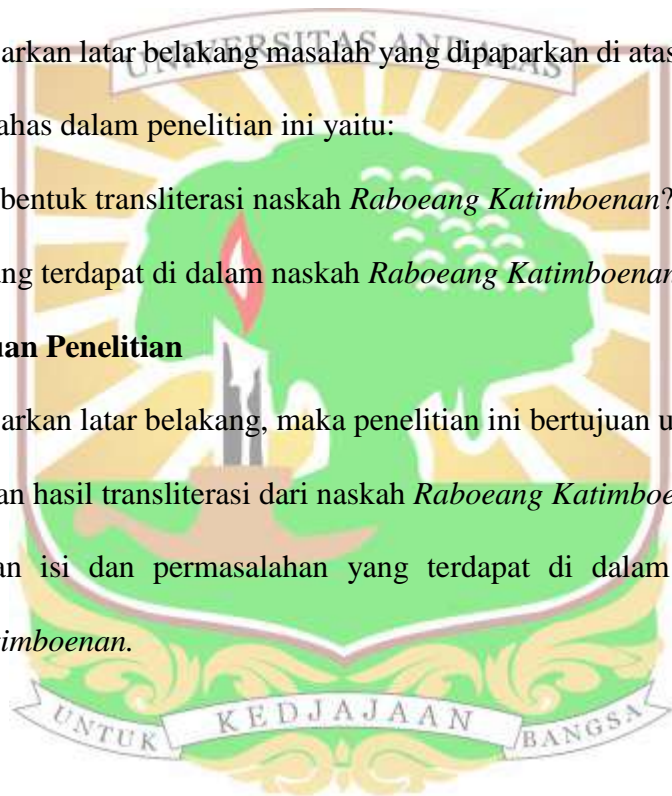 UNIVERSITAS ANDALAS
arkan latar belakang masalah yang dipaparkan di atas
ahas dalam penelitian ini yaitu:
bentuk transliterasi naskah Raboeang Katimboenan?
ng terdapat di dalam naskah Raboeang Katimboenan
uan Penelitian
arkan latar belakang, maka penelitian ini bertujuan u
an hasil transliterasi dari naskah Raboeang Katimboe
an isi dan permasalahan yang terdapat di dalam
timboenan.
UNTUK KEDJAJAAN BANGSA